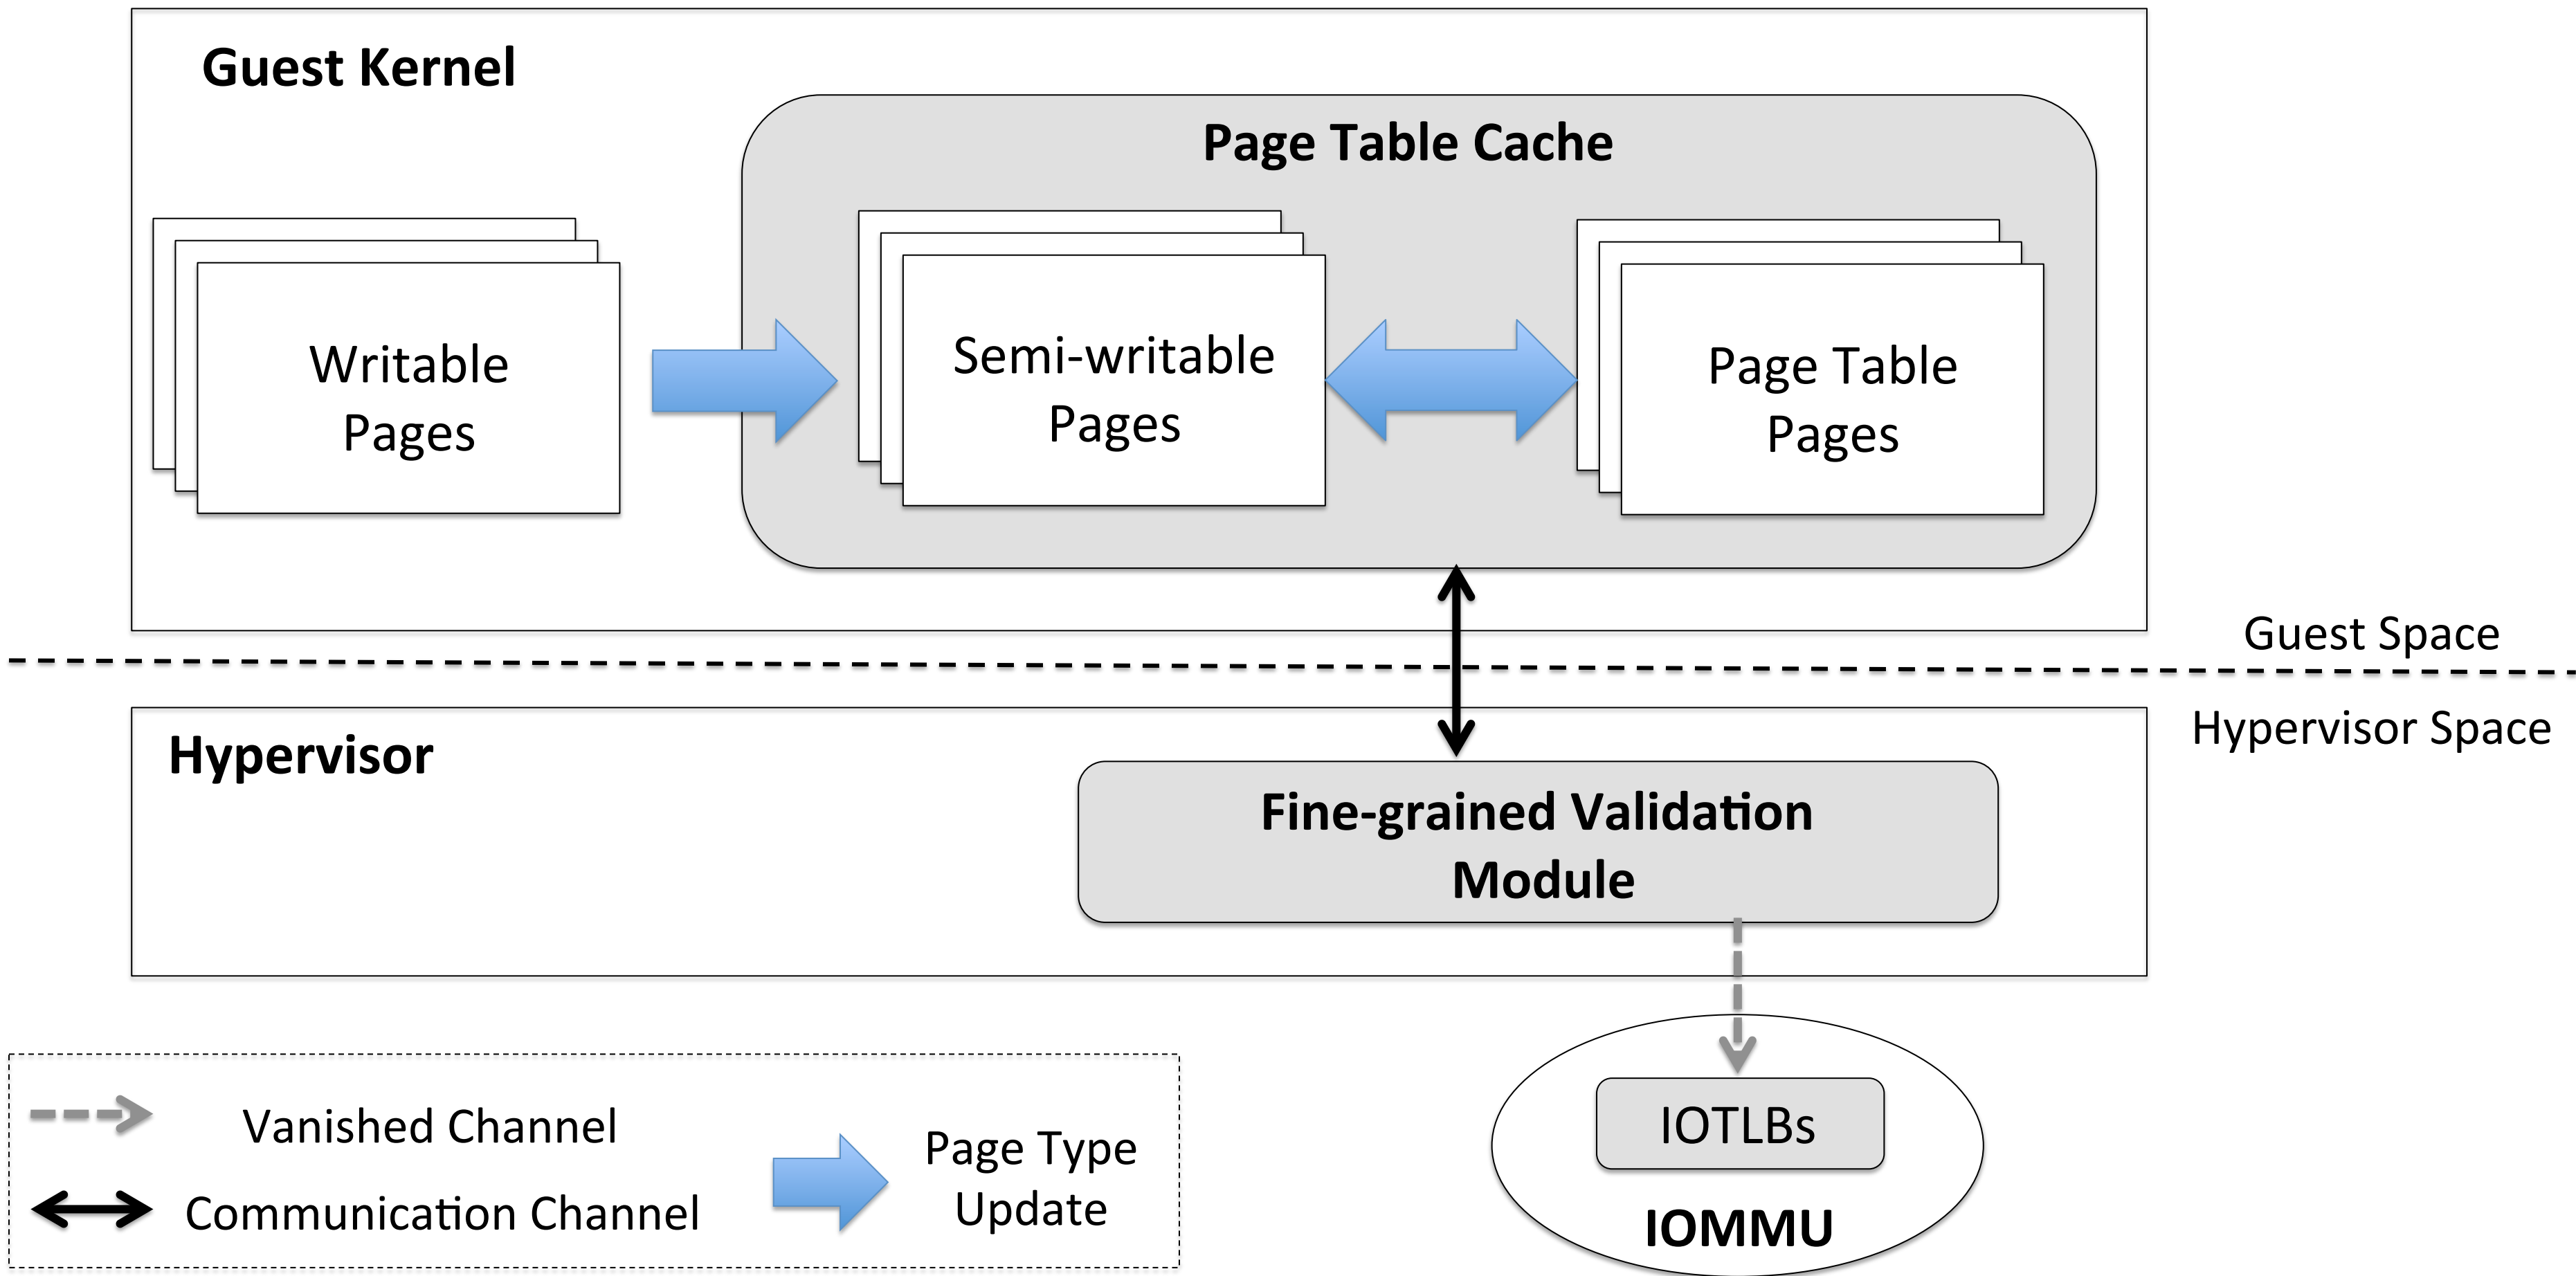 Guest Kernel
Page Table Cache
Writable
Pages
Semi-writable
Pages
Page Table
Pages
Guest Space
Hypervisor Space
Hypervisor
Fine-grained Validation
Module
Vanished Channel
Communication Channel
Page Type
Update
IOTLBs
IOMMU